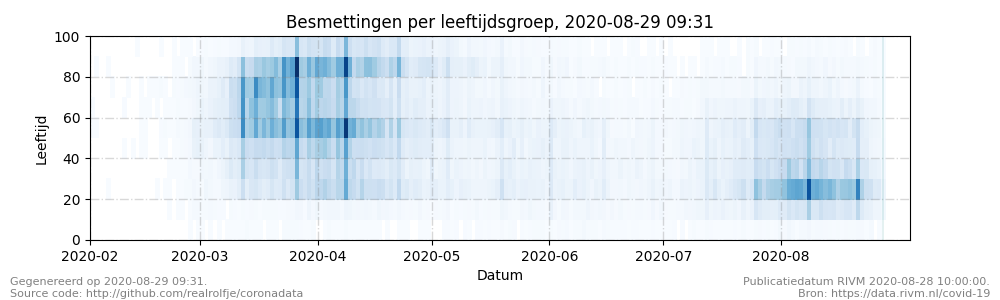 Besmettingen per leeftijdsgroep, 2020-08-29 09:31
100
80
60
40
20
0
Leeftijd
2020-02 2020-03 2020-04 2020-05 2020-06 2020-07 2020-08
Datum
Gegenereerd op 2020-08-29 09:31.
Source code: http://github.com/realrolfje/coronadata
Publicatiedatum RIVM 2020-08-28 10:00:00.
Bron: https://data.rivm.nl/covid-19